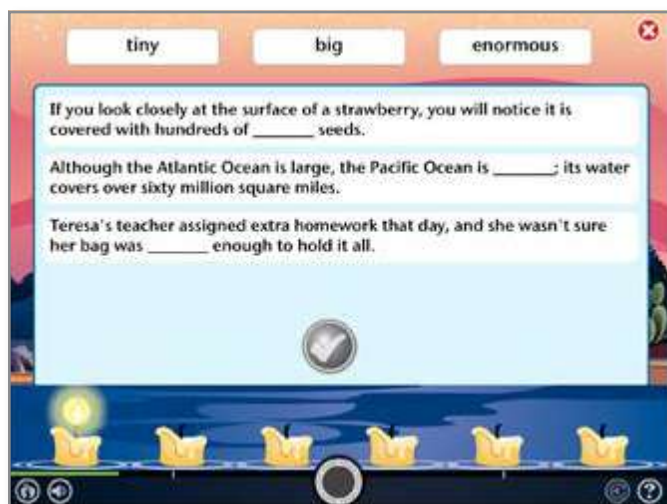 tiny
big
enormous
If you look closely at the surface of a strawberry, you will notice it is
covered with hundreds of _______ seeds.
Although the Atlantic Ocean is large, the Pacific Ocean is _______; its water
covers over sixty million square miles.
Teresa's teacher assigned extra homework that day, and she wasn't sure
her bag was _______ enough to hold it all.
?